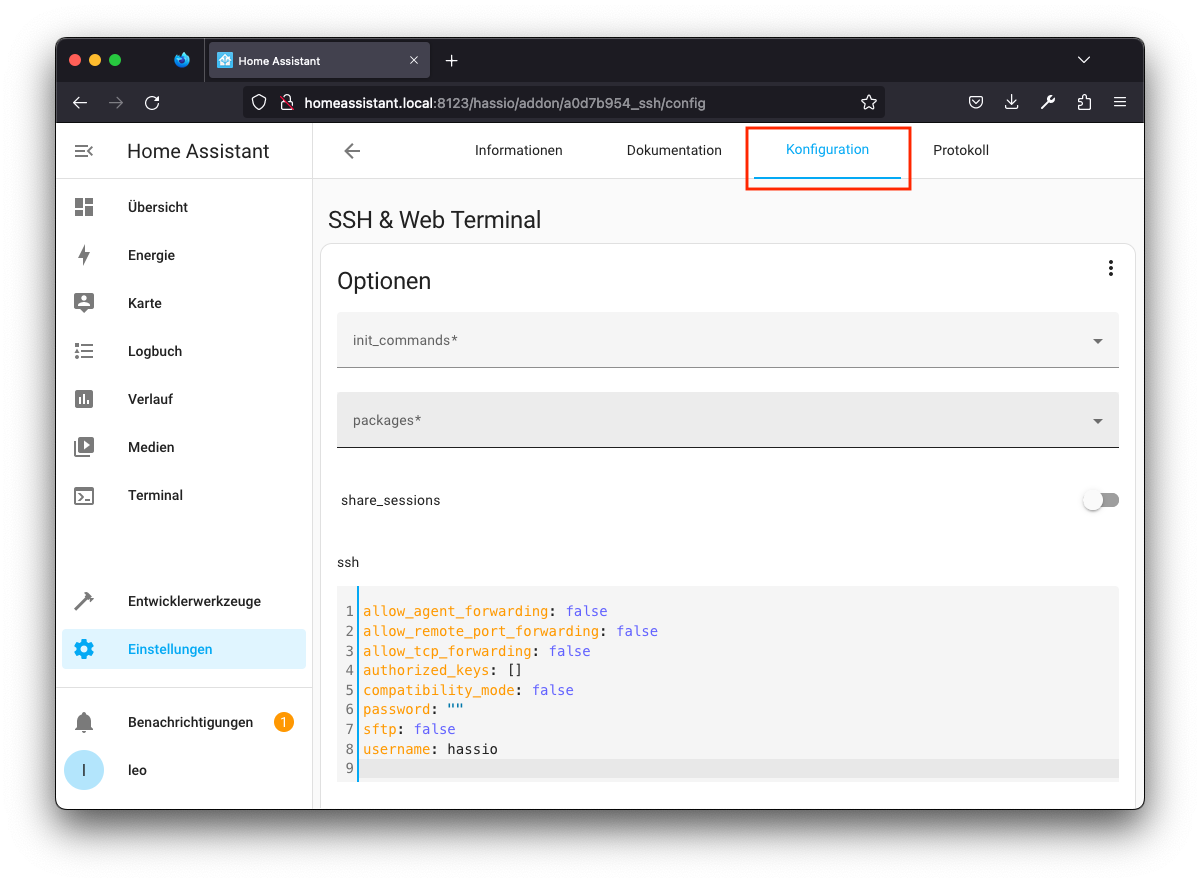 Home Assistant
homeassistant.local:8123/hassio/addon/a0d7b954_ssh/config
Home Assistant
Informationen
Dokumentation
Konfiguration
Protokoll
Übersicht
Energie
Karte
Logbuch
Verlauf
Medien
Terminal
Entwicklerwerkzeuge
Einstellungen
Benachrichtigungen
1
l
leo
SSH & Web Terminal
Optionen
init_commands*
packages*
share_sessions
ssh
1 allow_agent_forwarding: false
2 allow_remote_port_forwarding: false
3 allow_tcp_forwarding: false
4 authorized_keys: []
5 compatibility_mode: false
6 password: ""
7 sftp: false
8 username: hassio
9